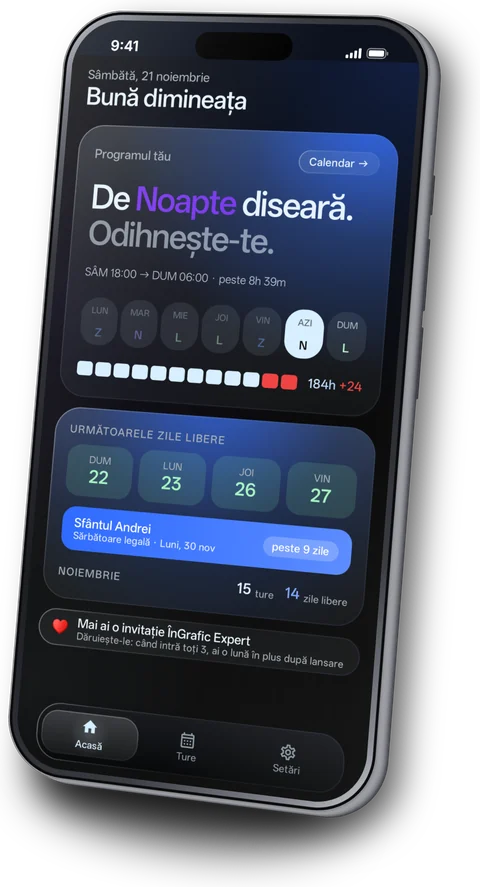 9:41
Sâmbătă, 21 noiembrie
Bună dimineața
Programul tău
Calendar →
De Noapte diseară.
Odihnește-te.
SÂM 18:00 → DUM 06:00 · peste 8h 39m
LUN MAR MIE JOI VIN AZI DUM
Z N L L Z N L
184h +24
URMĂTOARELE ZILE LIBERE
DUM LUN JOI VIN
22 23 26 27
Sfântul Andrei
Sărbătoare legală · Luni, 30 nov
peste 9 zile
NOIEMBRIE
15 ture 14 zile libere
Mai ai o invitație ÎnGrafic Expert
Dăruiește-le: când intră toți 3, ai o lună în plus după lansare
Acasă
Ture
Setări